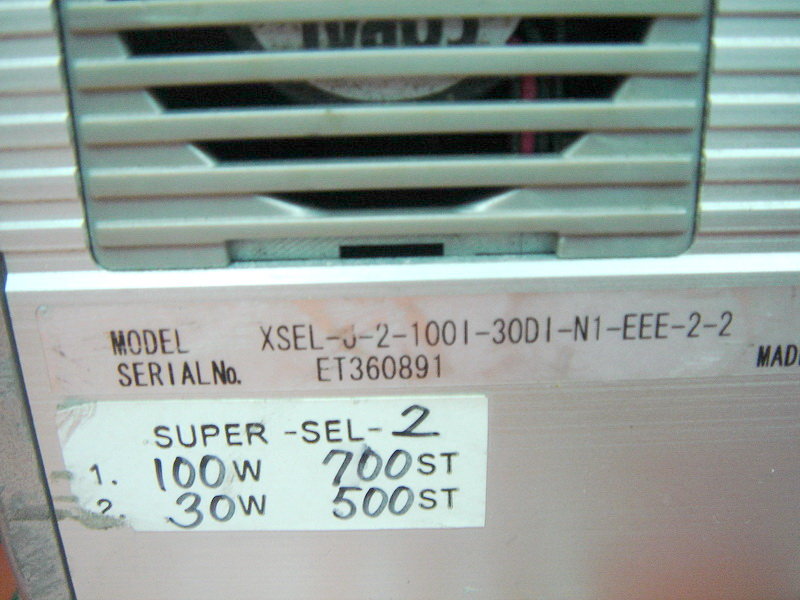 MODEL XSEL-J-2-100I-30DI-N1-EEE-2-2
SERIAL No. ET360891
MADE
SUPER -SEL-2
1. 100W 700ST
2. 30W 500ST